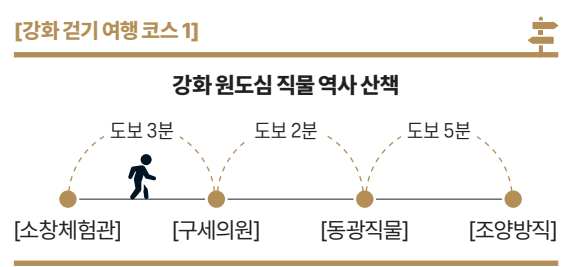 [강화 걷기 여행 코스 1]
강화 원도심 직물 역사 산책
도보 3분 도보 2분 도보 5분
[소창체험관] [구세의원] [동광직물] [조양방직]